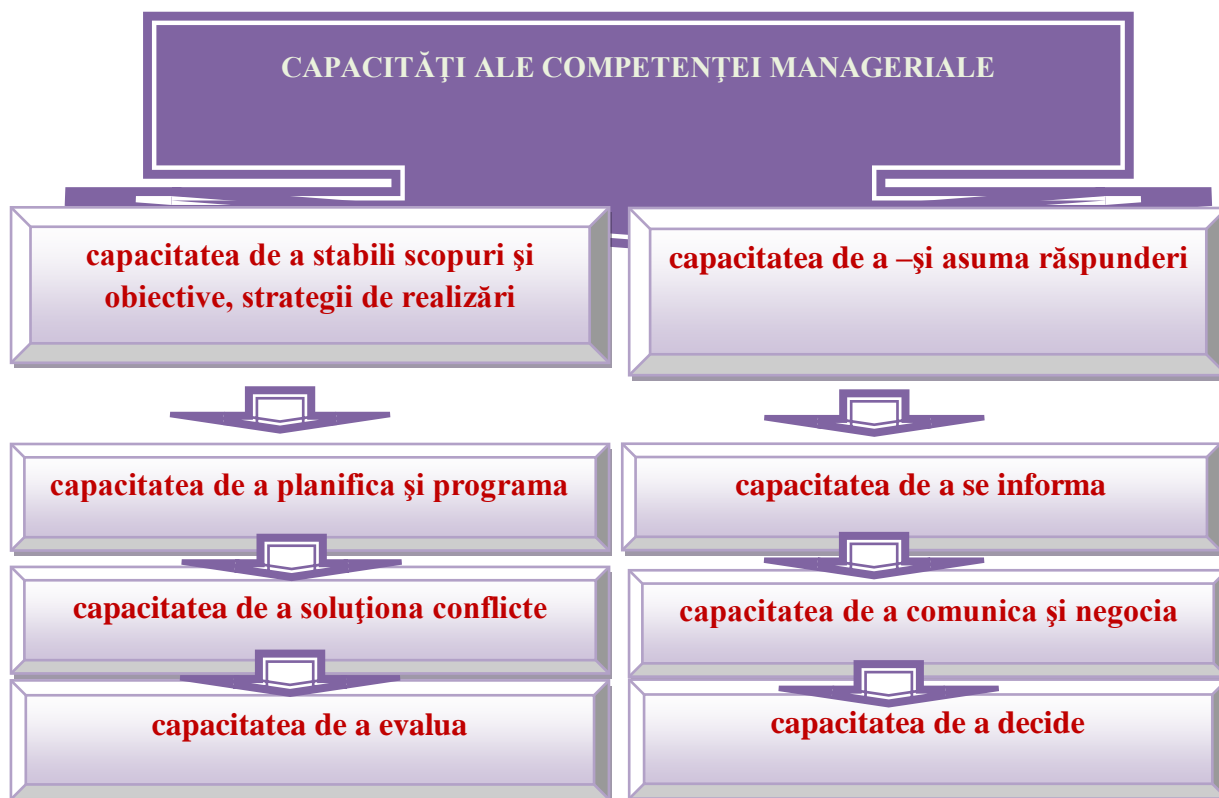 CAPACITĂŢI ALE COMPETENŢEI MANAGERIALE
capacitatea de a stabili scopuri şi
obiective, strategii de realizări
capacitatea de a planifica şi programa
capacitatea de a soluţiona conflicte
capacitatea de a evalua
capacitatea de a –şi asuma răspunderi
capacitatea de a se informa
capacitatea de a comunica şi negocia
capacitatea de a decide